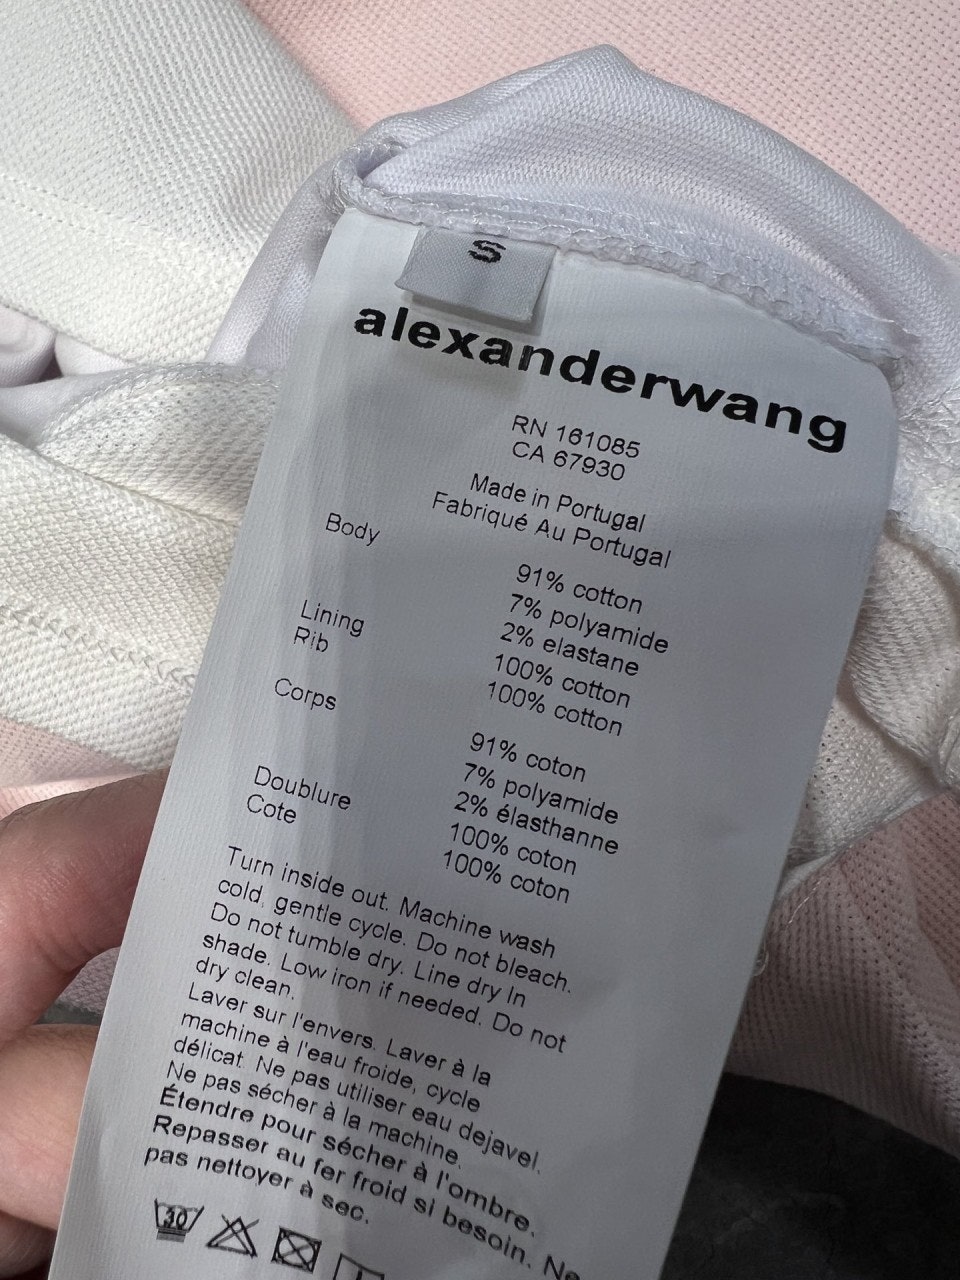 S
alexanderwang
RN 161085
CA 67930
Made in Portugal
Fabriqué Au Portugal
Body
91% cotton
7% polyamide
2% elastane
Lining 100% cotton
Rib 100% cotton
Corps
91% coton
7% polyamide
2% élasthanne
Doublure 100% coton
Cote 100% coton
Turn inside out. Machine wash
cold, gentle cycle. Do not bleach.
Do not tumble dry. Line dry In
shade. Low iron if needed. Do not
dry clean.
Laver sur l'envers. Laver à la
machine à l'eau froide, cycle
délicat. Ne pas utiliser eau dejavel.
Ne pas sécher à la machine.
Étendre pour sécher à l'ombre.
Repasser au fer froid si besoin. Ne
pas nettoyer à sec.
30